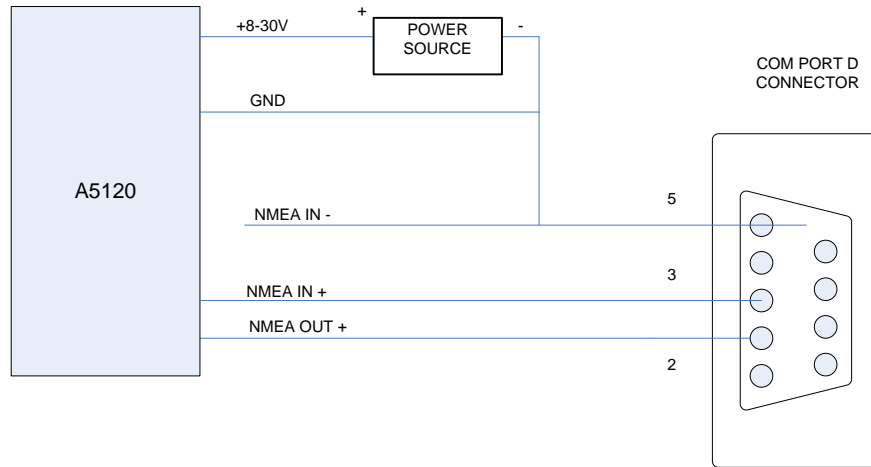 +8-30V
+
POWER
SOURCE
-
COM PORT D
CONNECTOR
GND
A5120
5
NMEA IN -
3
NMEA IN +
NMEA OUT +
2